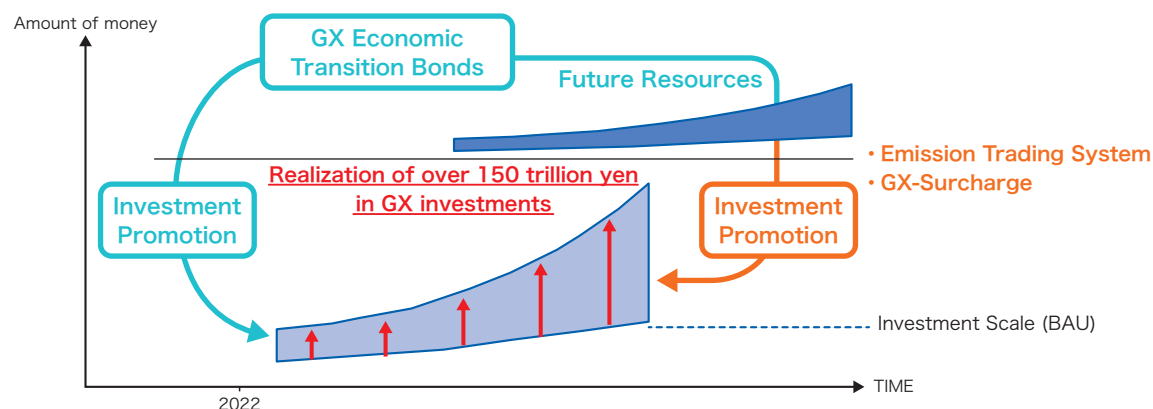 Amount of money
GX Economic
Transition Bonds
Future Resources
• Emission Trading System
• GX-Surcharge
Realization of over 150 trillion yen
in GX investments
Investment
Promotion
Investment
Promotion
Investment Scale (BAU)
TIME
2022